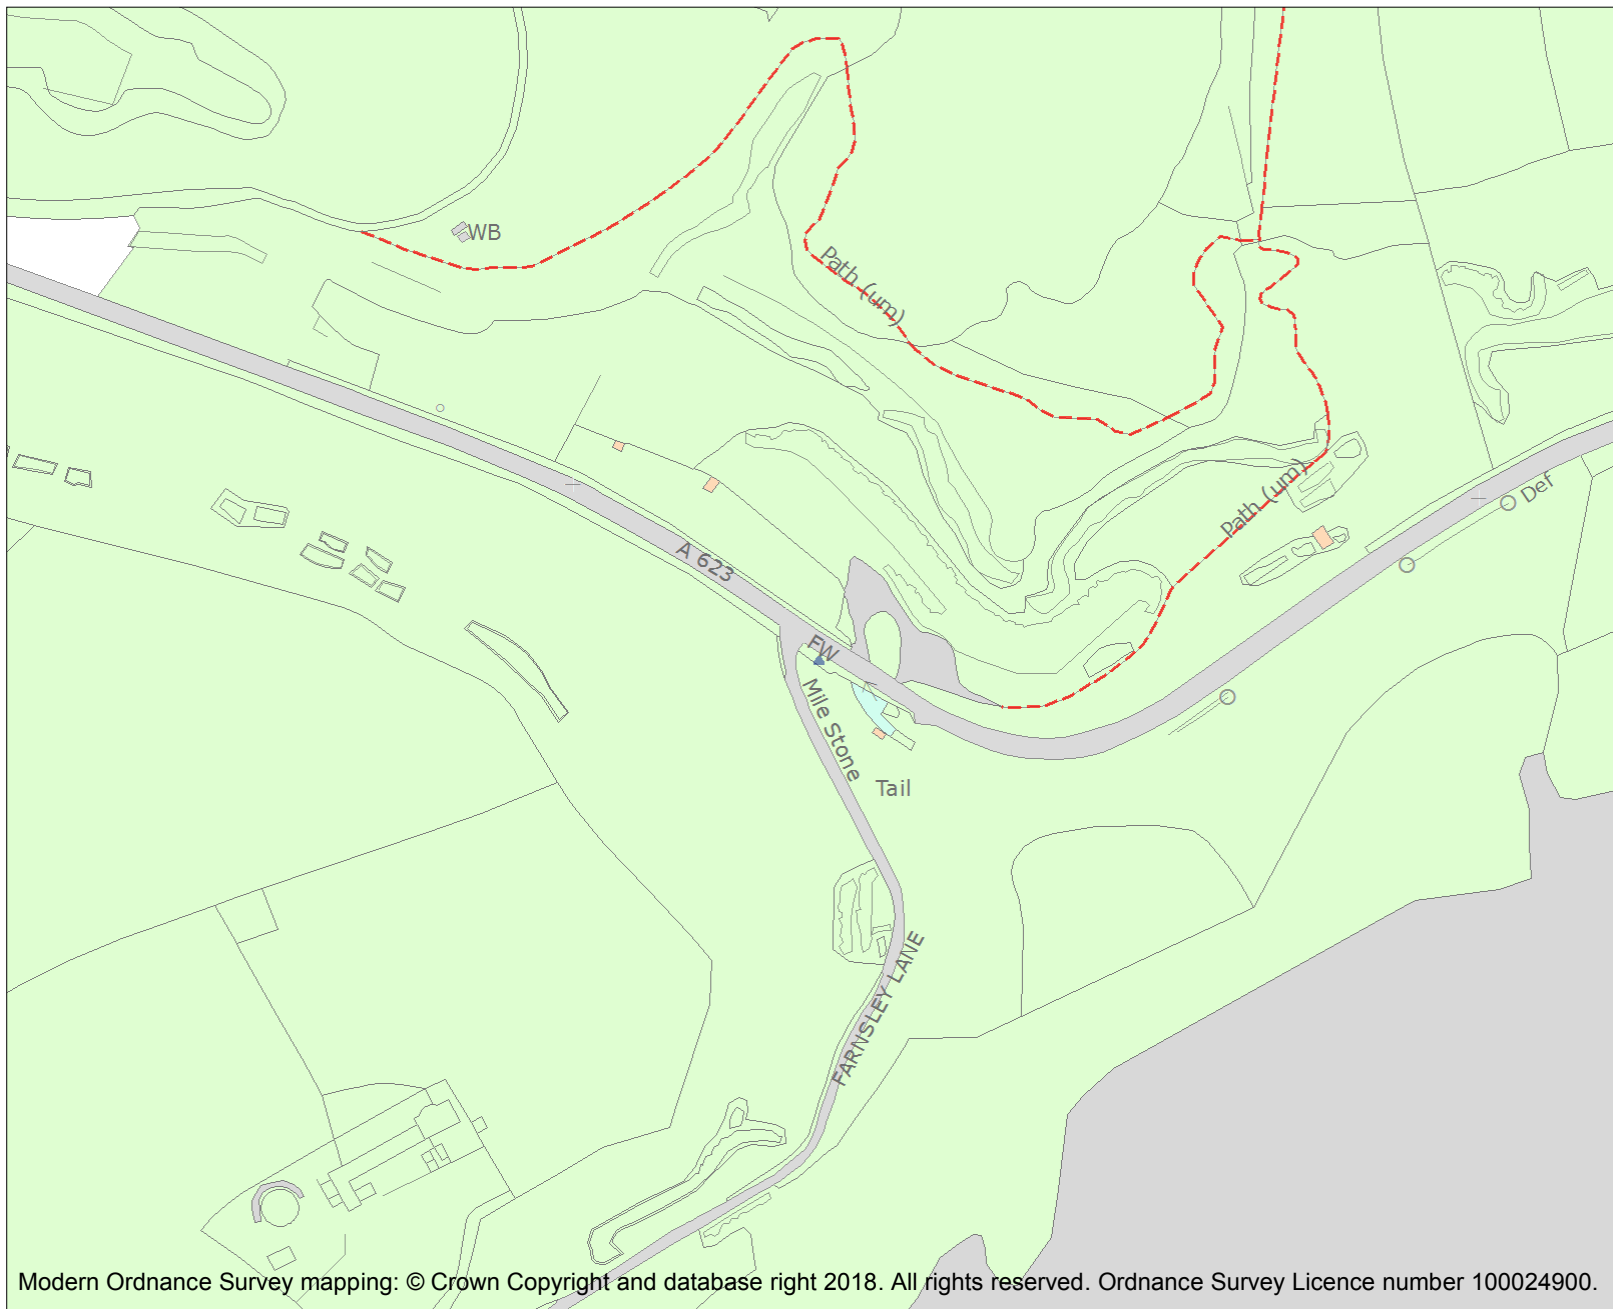 WB
Path (um)
Path (um)
Def
A 623
FW
Mile Stone
Tail
FARNSLEY LANE
Modern Ordnance Survey mapping: © Crown Copyright and database right 2018. All rights reserved. Ordnance Survey Licence number 100024900.